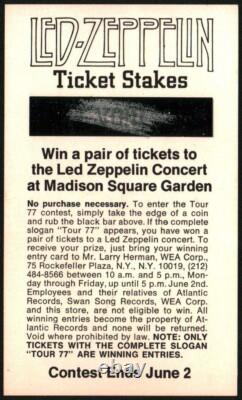 LED-ZEPPELIN
Ticket Stakes
Win a pair of tickets to
the Led Zeppelin Concert
at Madison Square Garden
No purchase necessary. To enter the Tour
77 contest, simply take the edge of a coin
and rub the black bar above. If the complete
slogan "Tour 77" appears, you have won a
pair of tickets to a Led Zeppelin concert. To
receive your prize, just bring your winning
entry card to Mr. Larry Herman, WEA Corp.,
75 Rockefeller Plaza, N.Y., N.Y. 10019, (212)
484-8566 between 10 a.m. and 5 p.m., Mon-
day through Friday, up until 5 p.m. June 2nd.
Employees and their relatives of Atlantic
Records, Swan Song Records, WEA Corp.
and this store, are not eligible to win. All
winning entries become the property of At-
lantic Records and none will be returned.
Void where prohibited by law. NOTE: ONLY
TICKETS WITH THE COMPLETE SLOGAN
"TOUR 77" ARE WINNING ENTRIES.
Contest Ends June 2
ebay